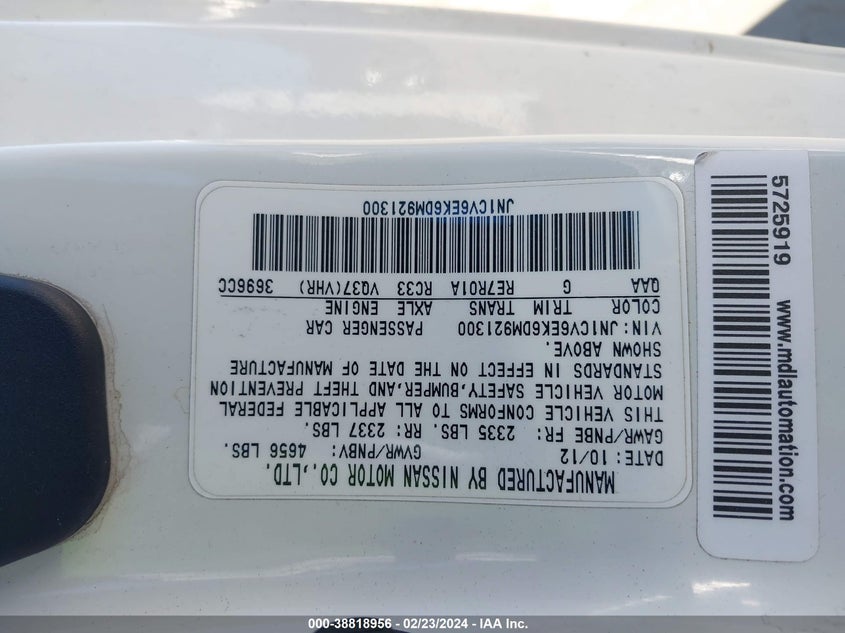 MANUFACTURED BY NISSAN MOTOR CO.,LTD.
DATE: 10/12 GVWR/PNBV: 4656 LBS.
GAWR/PNBE FR: 2335 LBS. RR: 2337 LBS.
THIS VEHICLE CONFORMS TO ALL APPLICABLE FEDERAL
MOTOR VEHICLE SAFETY,BUMPER,AND THEFT PREVENTION
STANDARDS IN EFFECT ON THE DATE OF MANUFACTURE
SHOWN ABOVE.
VIN:JN1CV6EK6DM921300 PASSENGER CAR
COLOR TRIM TRANS AXLE ENGINE
QAA G RE7R01A RC33 VQ37(VHR) 3696CC
JN1CV6EK6DM921300
5725919
www.mdlautomation.com
000-38818956 - 02/23/2024 - IAA Inc.